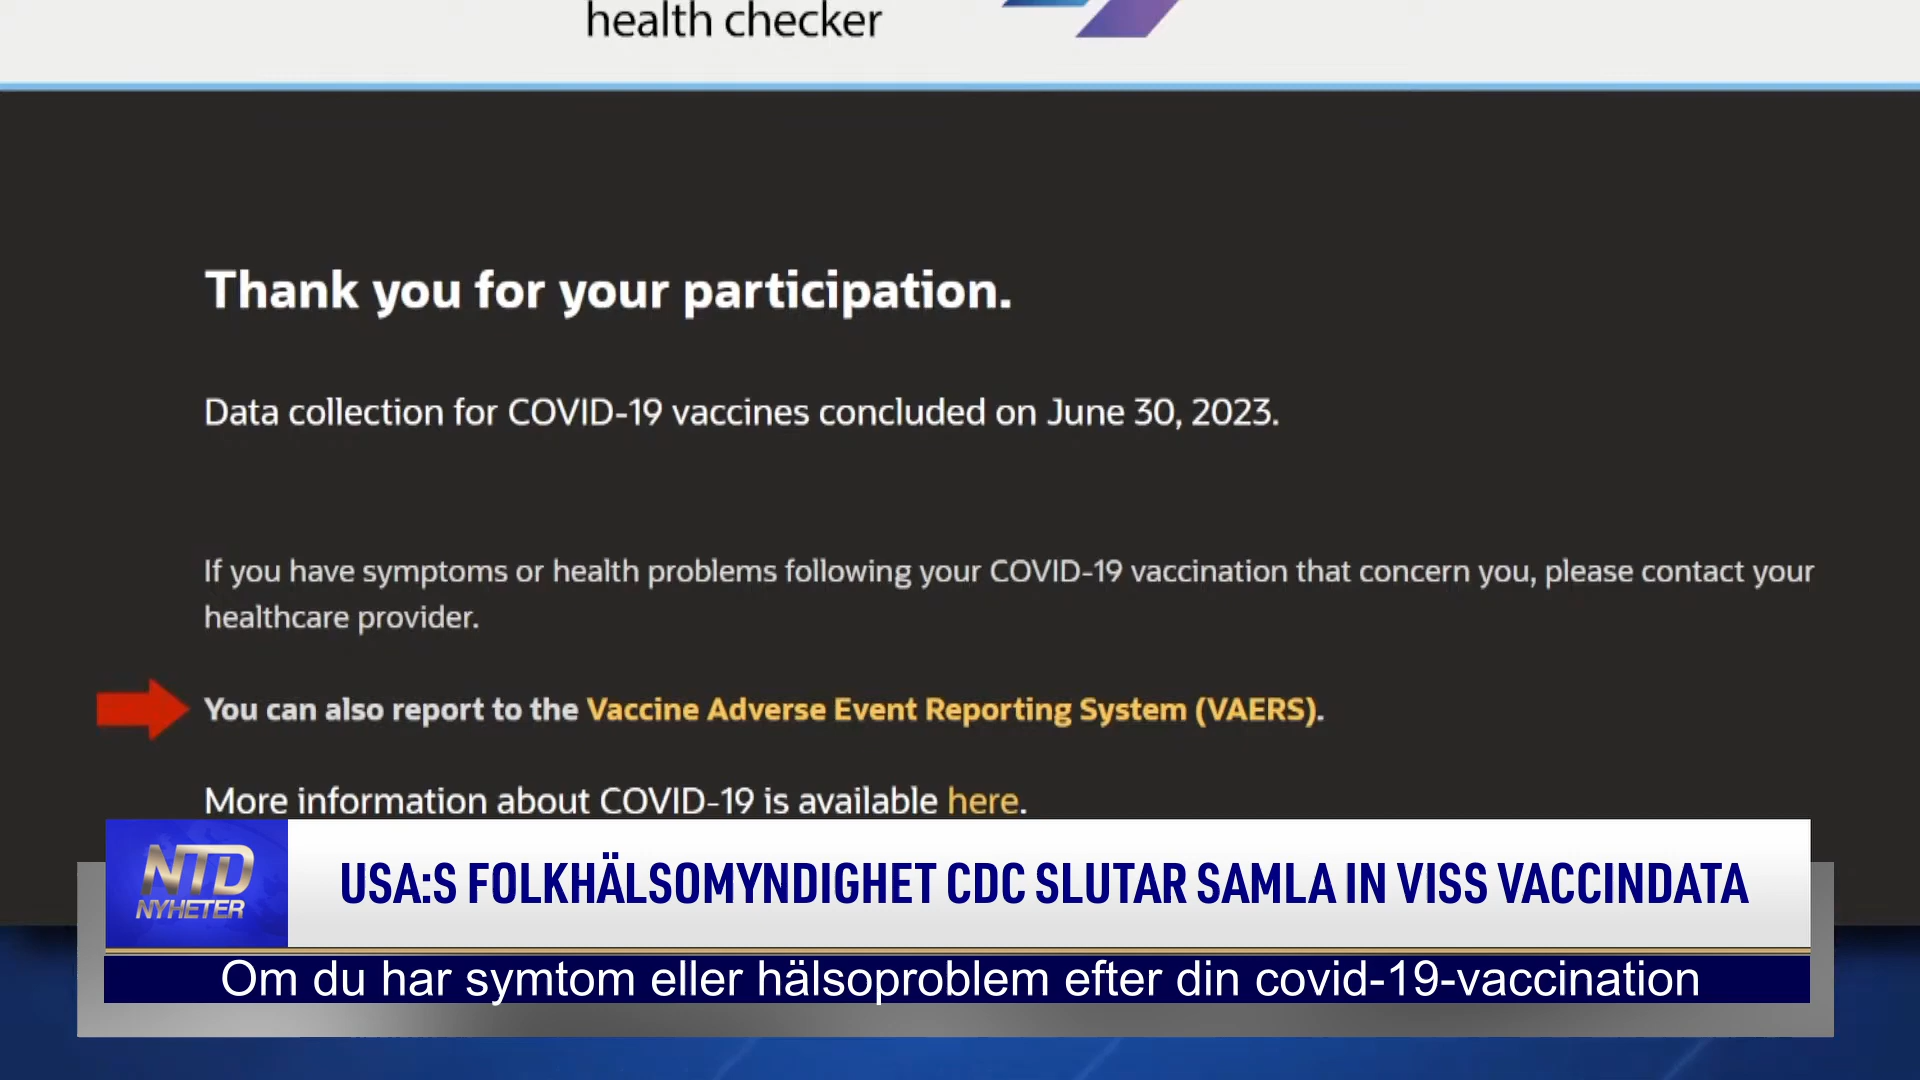 health checker
Thank you for your participation.
Data collection for COVID-19 vaccines concluded on June 30, 2023.
If you have symptoms or health problems following your COVID-19 vaccination that concern you, please contact your
healthcare provider.
You can also report to the Vaccine Adverse Event Reporting System (VAERS).
More information about COVID-19 is available here.
NTD
NYHETER
USA:S FOLKHÄLSOMYNDIGHET CDC SLUTAR SAMLA IN VISS VACCINDATA
Om du har symtom eller hälsoproblem efter din covid-19-vaccination